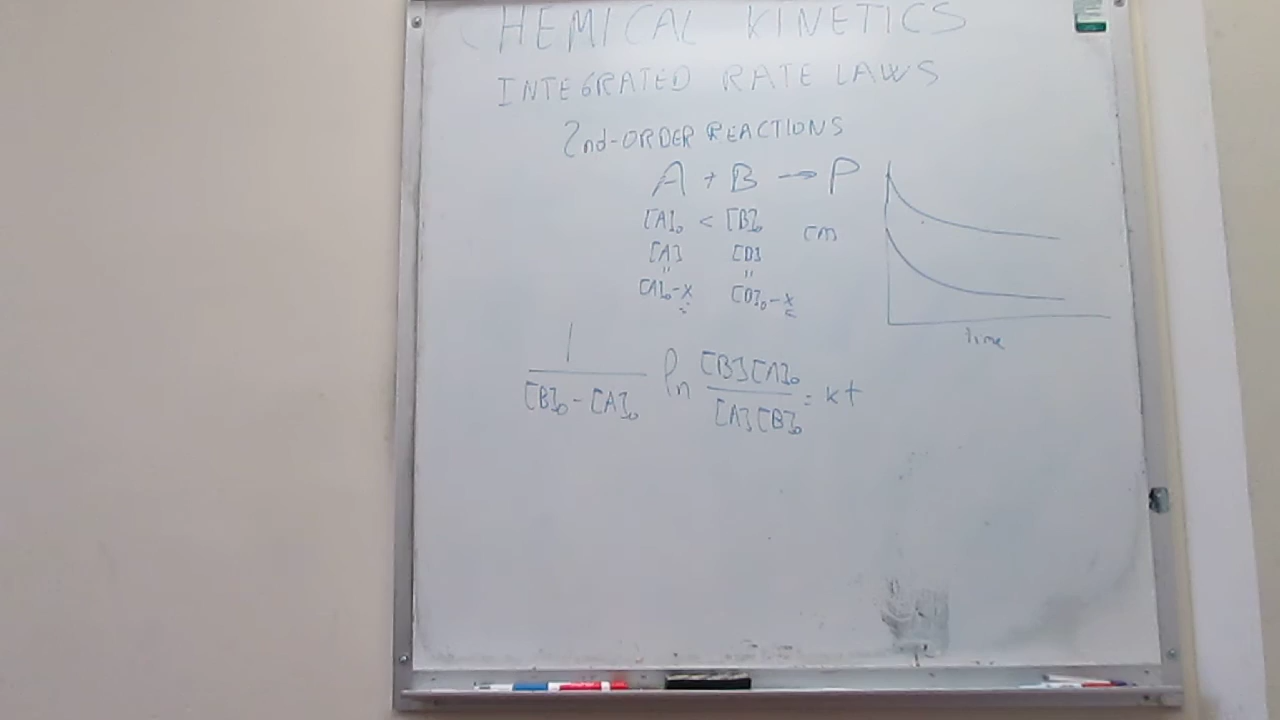 CHEMICAL KINETICS
INTEGRATED RATE LAWS
2nd-ORDER REACTIONS
A + B → P
[A]₀ < [B]₀
[A] [B]
" "
[A]₀-x [B]₀-x
[ ]
time
1
[B]₀ - [A]₀
ln [B][A]₀
[A][B]₀
= kt